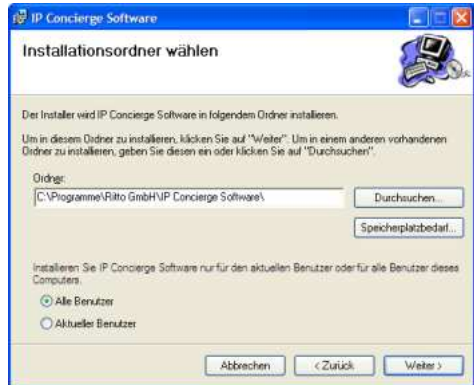 IP Concierge Software
Installationsordner wählen
Der Installer wird IP Concierge Software in folgendem Ordner installieren.
Um in diesem Ordner zu installieren, klicken Sie auf "Weiter". Um in einem anderen vorhandenen
Ordner zu installieren, geben Sie diesen ein oder klicken Sie auf "Durchsuchen".
Ordner:
C:\Programme\Ritto GmbH\IP Concierge Software\
Durchsuchen...
Speicherplatzbedarf...
Installieren Sie IP Concierge Software nur für den aktuellen Benutzer oder für alle Benutzer dieses
Computers.
Alle Benutzer
Aktueller Benutzer
Abbrechen
< Zurück
Weiter >